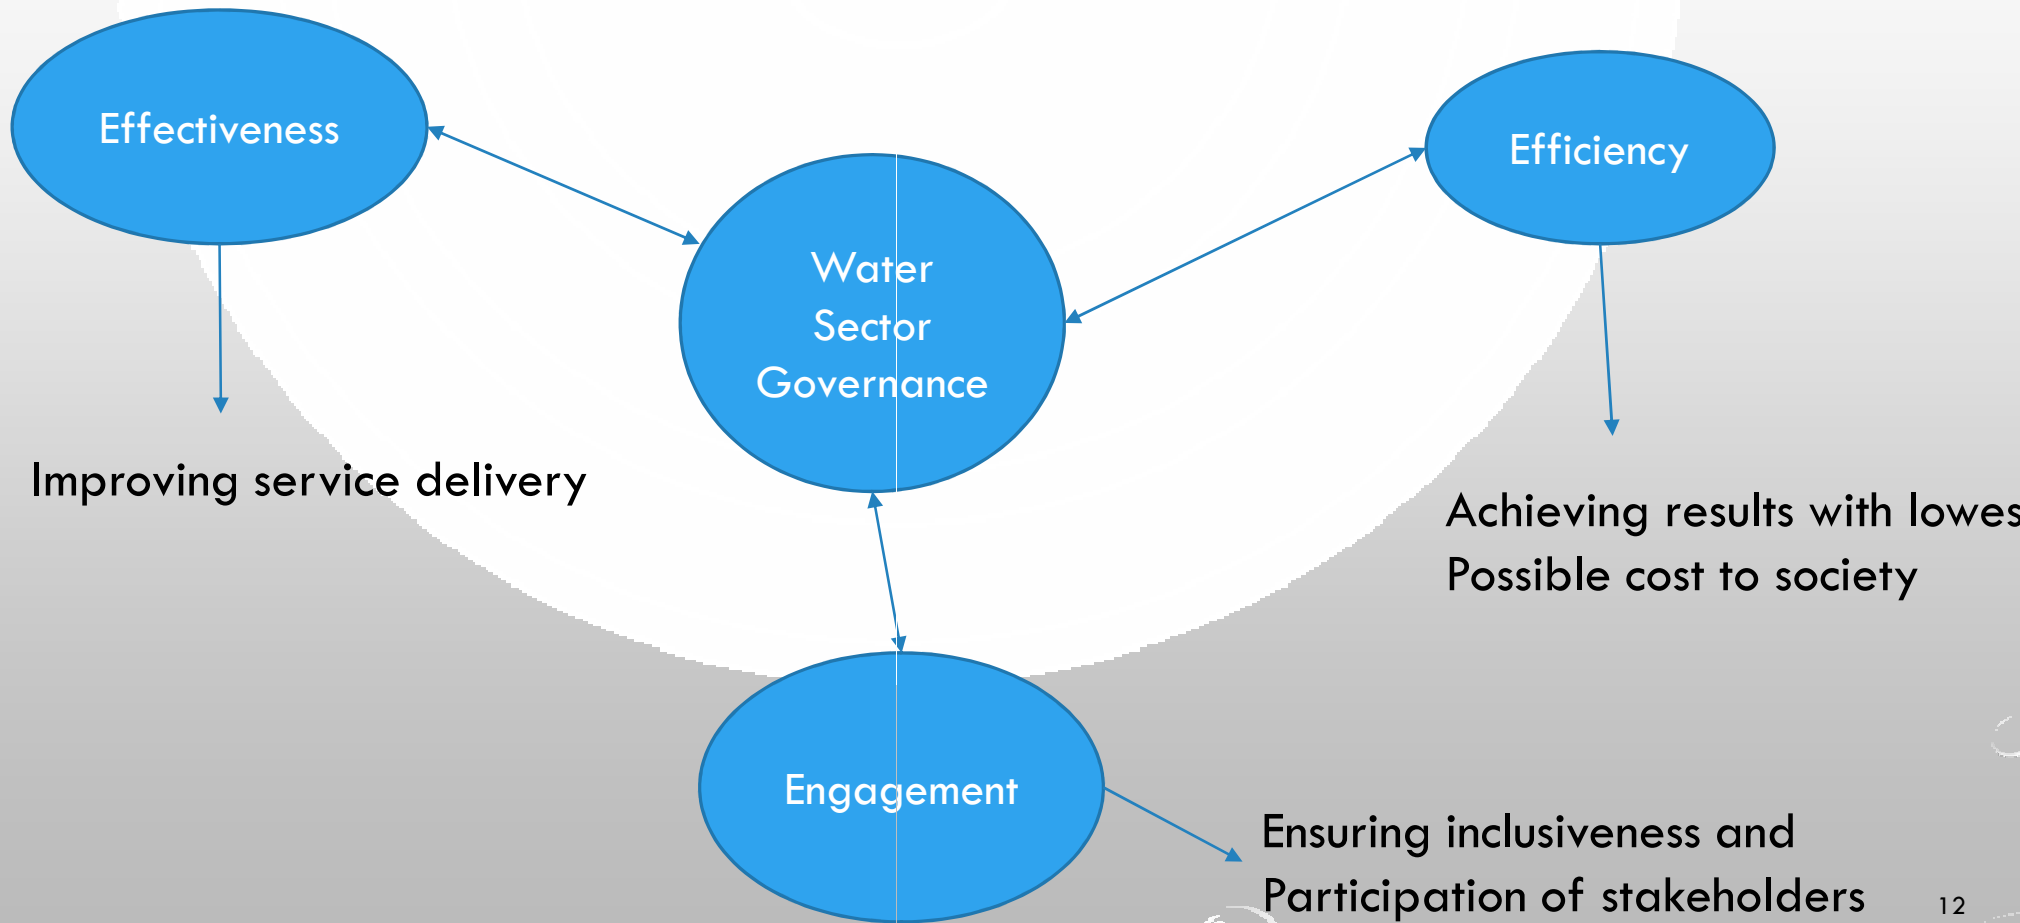 Effectiveness
Efficiency
Water
Sector
Governance
Improving service delivery
Achieving results with lowes
Possible cost to society
Engagement
Ensuring inclusiveness and
Participation of stakeholders
12